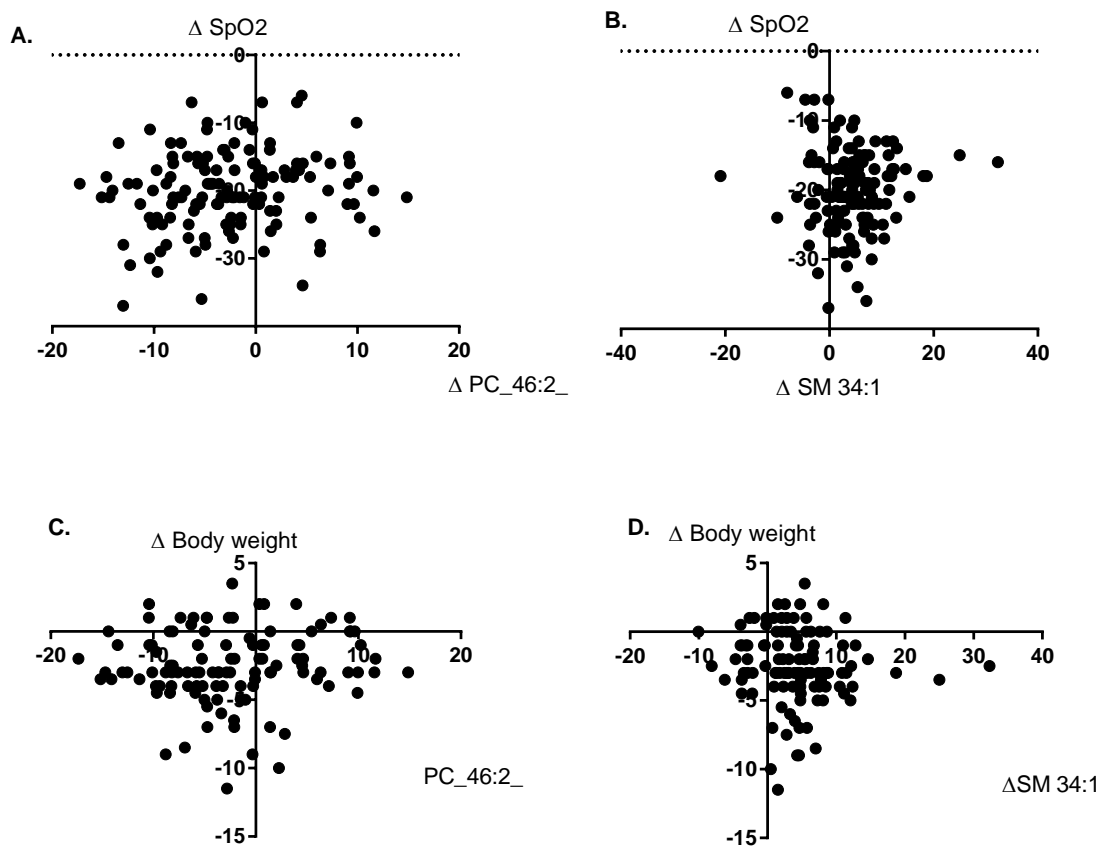 A.
Δ SpO2
0
-10
-20
-30
-20 -10 0 10 20
Δ PC_46:2_
B.
Δ SpO2
0
-10
-20
-30
-40 -20 0 20 40
Δ SM 34:1
C.
Δ Body weight
5
-20 -10 10 20
-5
-10
-15
PC_46:2_
D.
Δ Body weight
5
-20 -10 10 20 30 40
-5
-10
-15
ΔSM 34:1